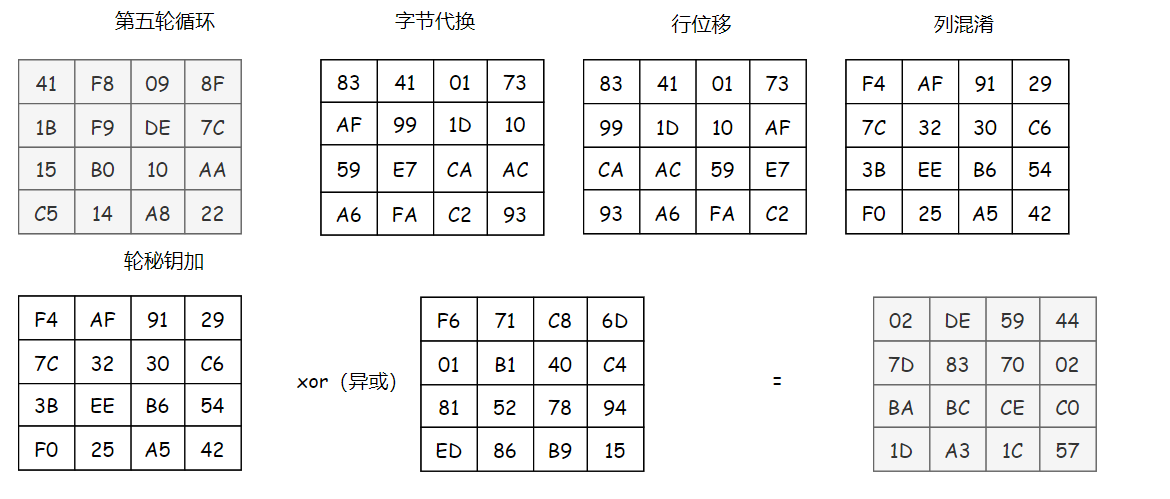 第五轮循环 字节代换 行位移 列混淆
41 F8 09 8F 83 41 01 73 83 41 01 73 F4 AF 91 29
1B F9 DE 7C AF 99 1D 10 99 1D 10 AF 7C 32 30 C6
15 B0 10 AA 59 E7 CA AC CA AC 59 E7 3B EE B6 54
C5 14 A8 22 A6 FA C2 93 93 A6 FA C2 F0 25 A5 42
轮秘钥加
F4 AF 91 29 F6 71 C8 6D 02 DE 59 44
7C 32 30 C6 01 B1 40 C4 7D 83 70 02
xor（异或） =
3B EE B6 54 81 52 78 94 BA BC CE C0
F0 25 A5 42 ED 86 B9 15 1D A3 1C 57